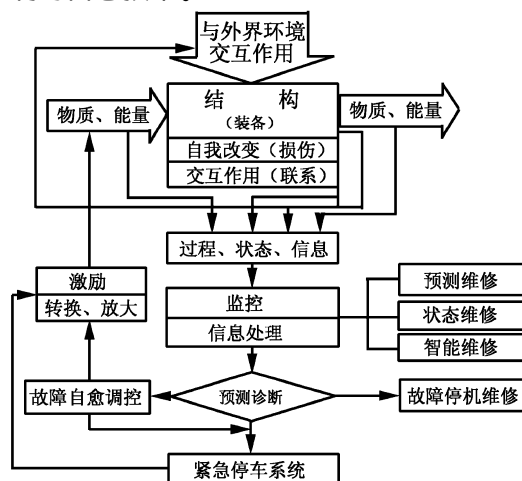 与外界环境
交互作用
物质、能量
结 构
(装备)
物质、能量
自我改变(损伤)
交互作用(联系)
过程、状态、信息
激励
转换、放大
监控
信息处理
预测维修
状态维修
智能维修
故障自愈调控
预测诊断
故障停机维修
紧急停车系统